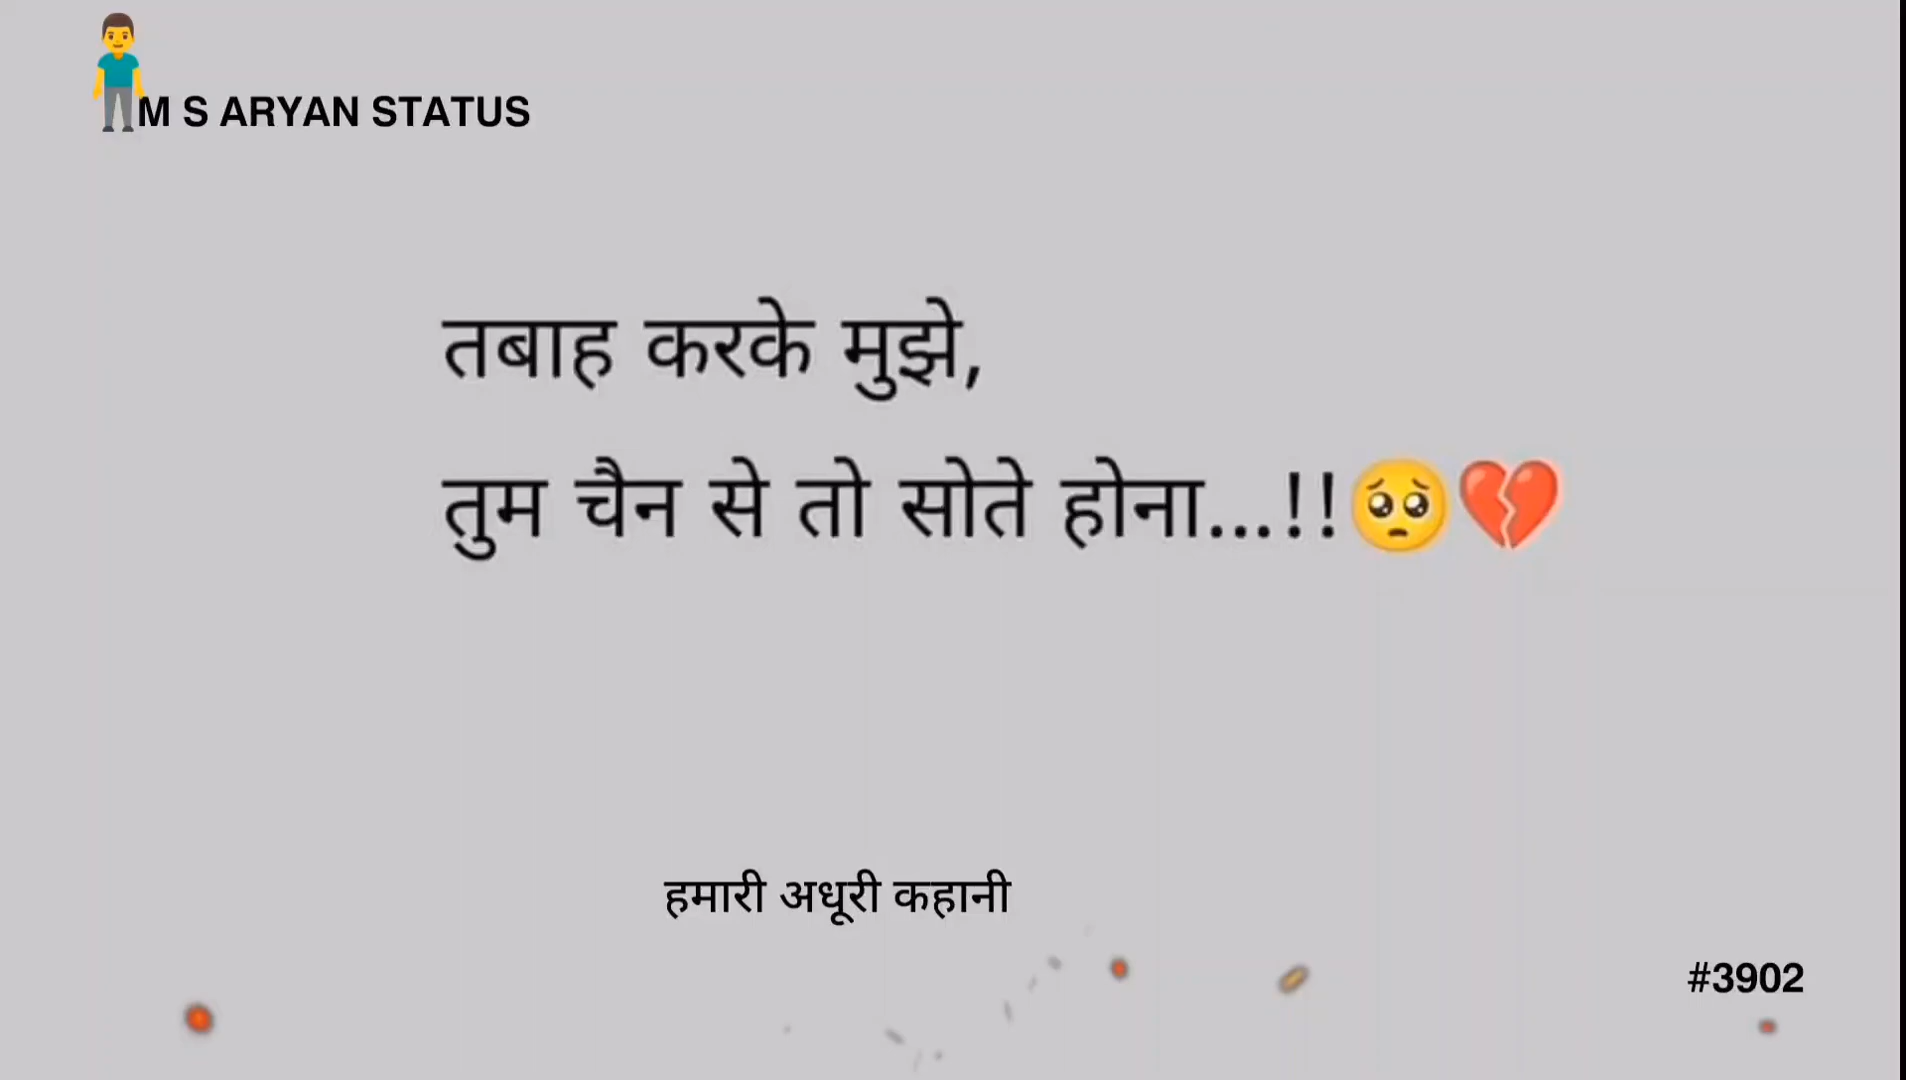 M S ARYAN STATUS
तबाह करके मुझे,
तुम चैन से तो सोते होना...!!🥺💔
हमारी अधूरी कहानी
#3902